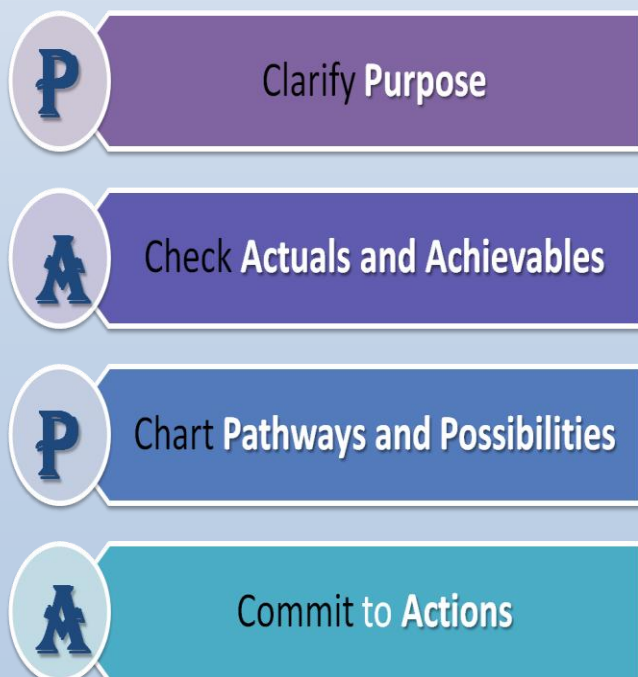 P
Clarify Purpose
A
Check Actuals and Achievables
P
Chart Pathways and Possibilities
A
Commit to Actions